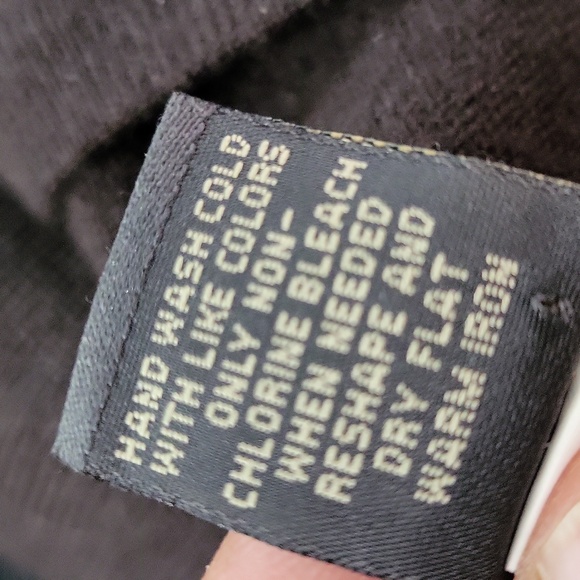 HAND WASH COLD
WITH LIKE COLORS
ONLY NON-
CHLORINE BLEACH
WHEN NEEDED
RESHAPE AND
DRY FLAT
WARM IRON